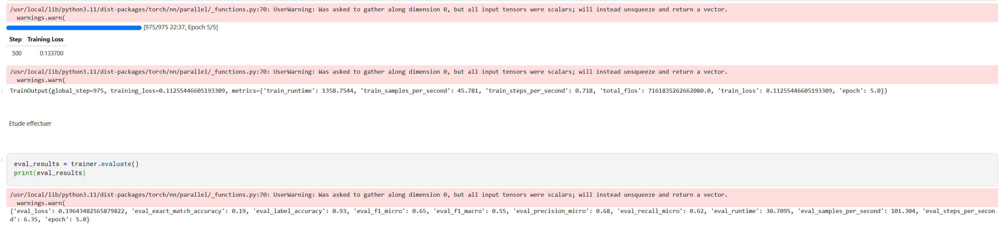 /usr/local/lib/python3.11/dist-packages/torch/nn/parallel/_functions.py:70: UserWarning: Was asked to gather along dimension 0, but all input tensors were scalars; will instead unsqueeze and return a vector.
warnings.warn(
[975/975 22:37, Epoch 5/5]
Step Training Loss
500 0.133700
/usr/local/lib/python3.11/dist-packages/torch/nn/parallel/_functions.py:70: UserWarning: Was asked to gather along dimension 0, but all input tensors were scalars; will instead unsqueeze and return a vector.
warnings.warn(
: TrainOutput(global_step=975, training_loss=0.11255446605193309, metrics={'train_runtime': 1358.7544, 'train_samples_per_second': 45.781, 'train_steps_per_second': 0.718, 'total_flos': 7161835262662080.0, 'train_loss': 0.11255446605193309, 'epoch': 5.0})
Etude effectuer
: eval_results = trainer.evaluate()
print(eval_results)
/usr/local/lib/python3.11/dist-packages/torch/nn/parallel/_functions.py:70: UserWarning: Was asked to gather along dimension 0, but all input tensors were scalars; will instead unsqueeze and return a vector.
warnings.warn(
{'eval_loss': 0.19643482565879822, 'eval_exact_match_accuracy': 0.19, 'eval_label_accuracy': 0.93, 'eval_f1_micro': 0.65, 'eval_f1_macro': 0.55, 'eval_precision_micro': 0.68, 'eval_recall_micro': 0.62, 'eval_runtime': 30.7095, 'eval_samples_per_second': 101.304, 'eval_steps_per_secon
d': 6.35, 'epoch': 5.0}